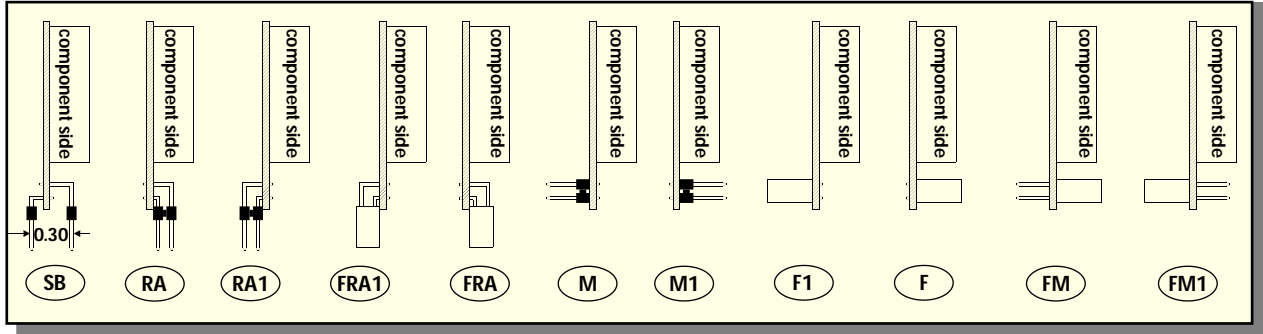 component side
component side
component side
component side
component side
component side
component side
component side
component side
component side
component side
0.30
SB
RA
RA1
FRA1
FRA
M
M1
F1
F
FM
FM1